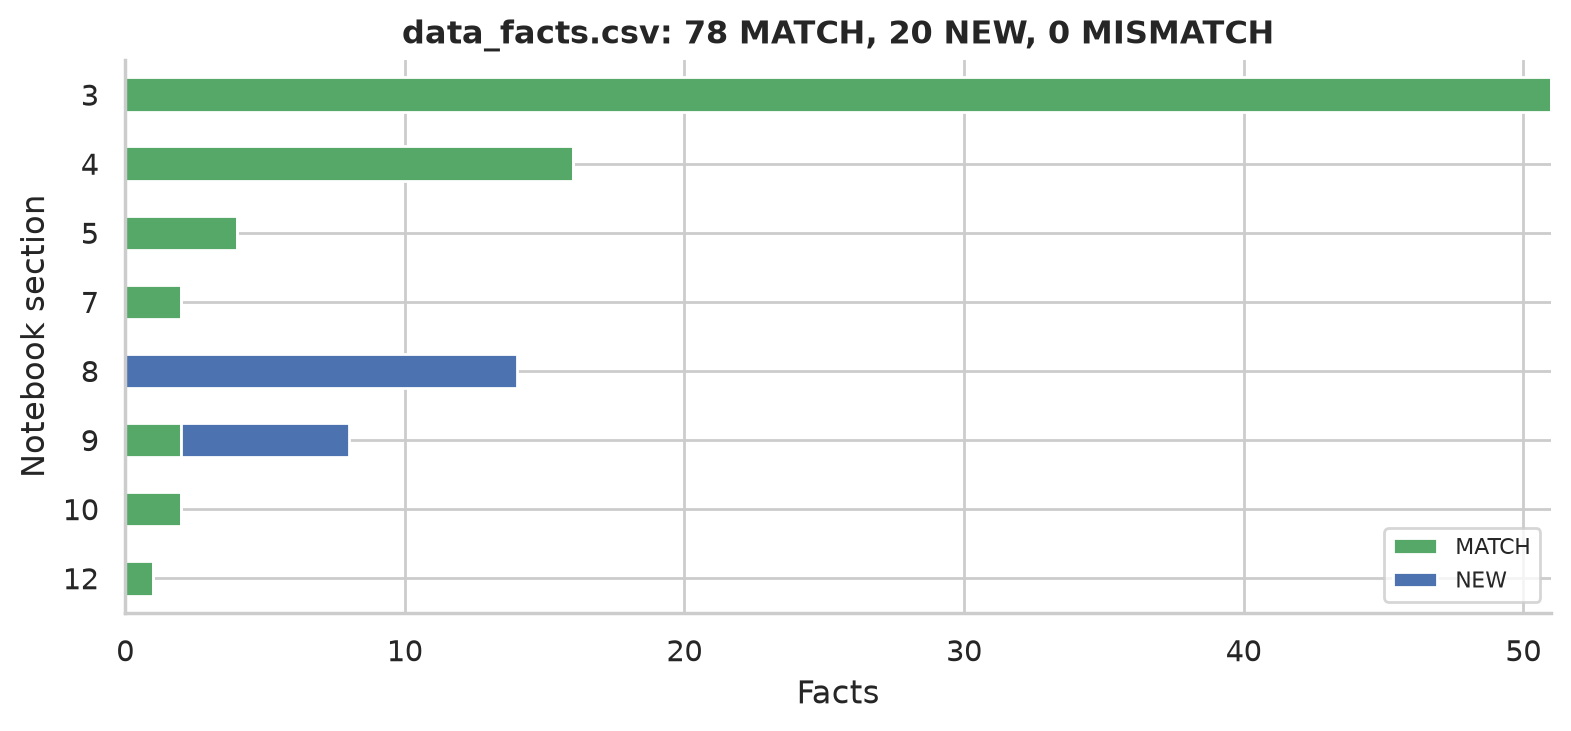 data_facts.csv: 78 MATCH, 20 NEW, 0 MISMATCH
Notebook section
3
4
5
7
8
9
10
12
MATCH
NEW
0 10 20 30 40 50
Facts